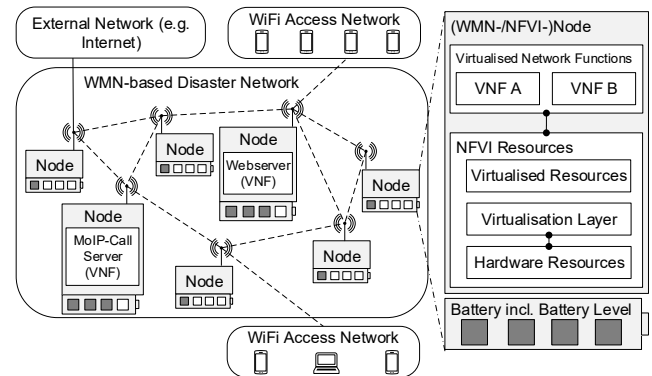 External Network (e.g.
Internet)
WiFi Access Network
WMN-based Disaster Network
Node
Node
Node
Webserver
(VNF)
Node
Node
MoIP-Call
Server
(VNF)
Node
Node
WiFi Access Network
(WMN-/NFVI-)Node
Virtualised Network Functions
VNF A
VNF B
NFVI Resources
Virtualised Resources
Virtualisation Layer
Hardware Resources
Battery incl. Battery Level